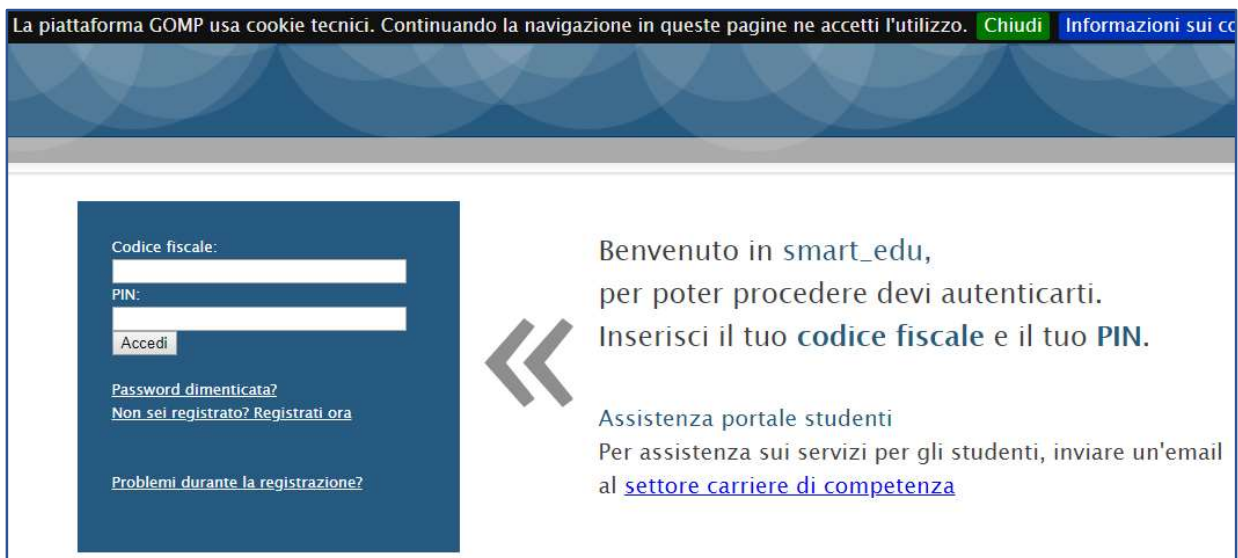 La piattaforma GOMP usa cookie tecnici. Continuando la navigazione in queste pagine ne accetti l'utilizzo. Chiudi Informazioni sui
Codice fiscale:
PIN:
Accedi
Password dimenticata?
Non sei registrato? Registrati ora
Problemi durante la registrazione?
Benvenuto in smart_edu,
per poter procedere devi autenticarti.
Inserisci il tuo codice fiscale e il tuo PIN.
Assistenza portale studenti
Per assistenza sui servizi per gli studenti, inviare un'email
al settore carriere di competenza